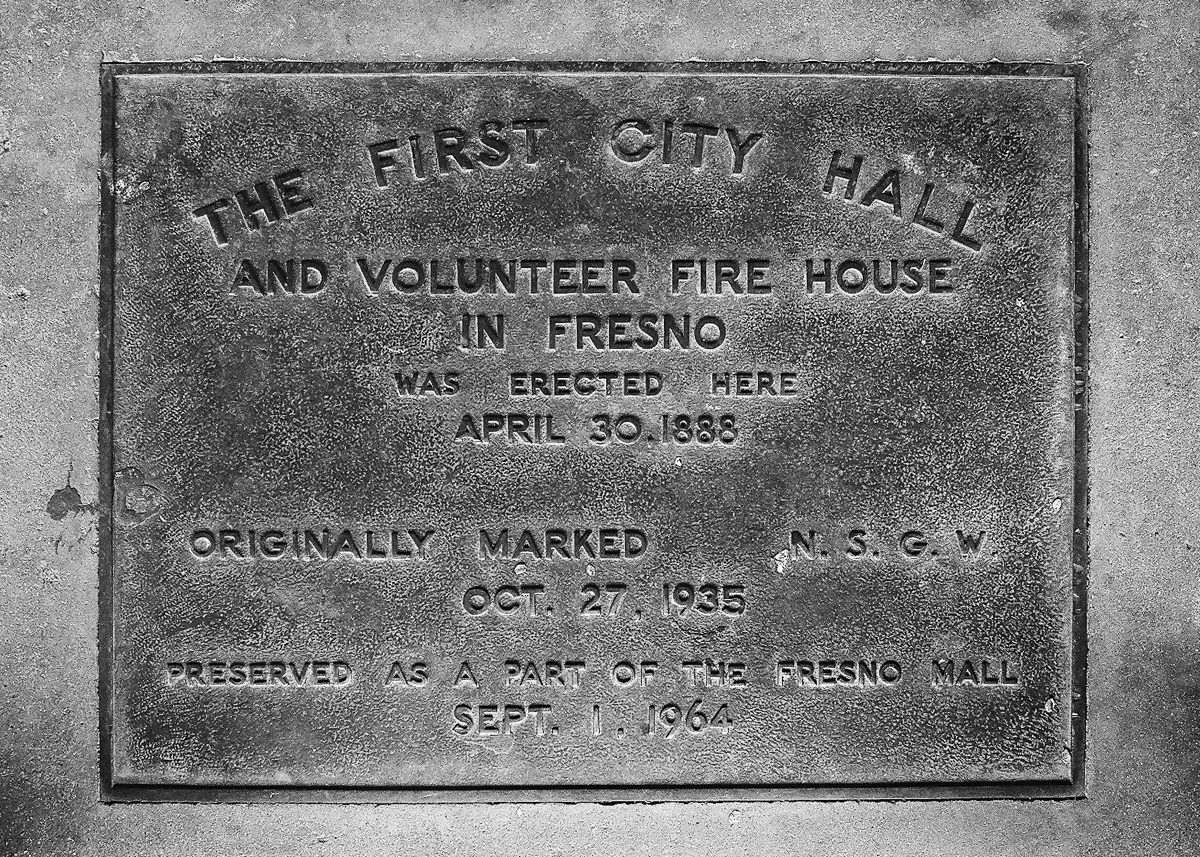 THE FIRST CITY HALL
AND VOLUNTEER FIRE HOUSE
IN FRESNO
WAS ERECTED HERE
APRIL 30.1888
ORIGINALLY MARKED N. S. G. W
OCT. 27, 1935
PRESERVED AS A PART OF THE FRESNO MALL
SEPT. 1. 1964